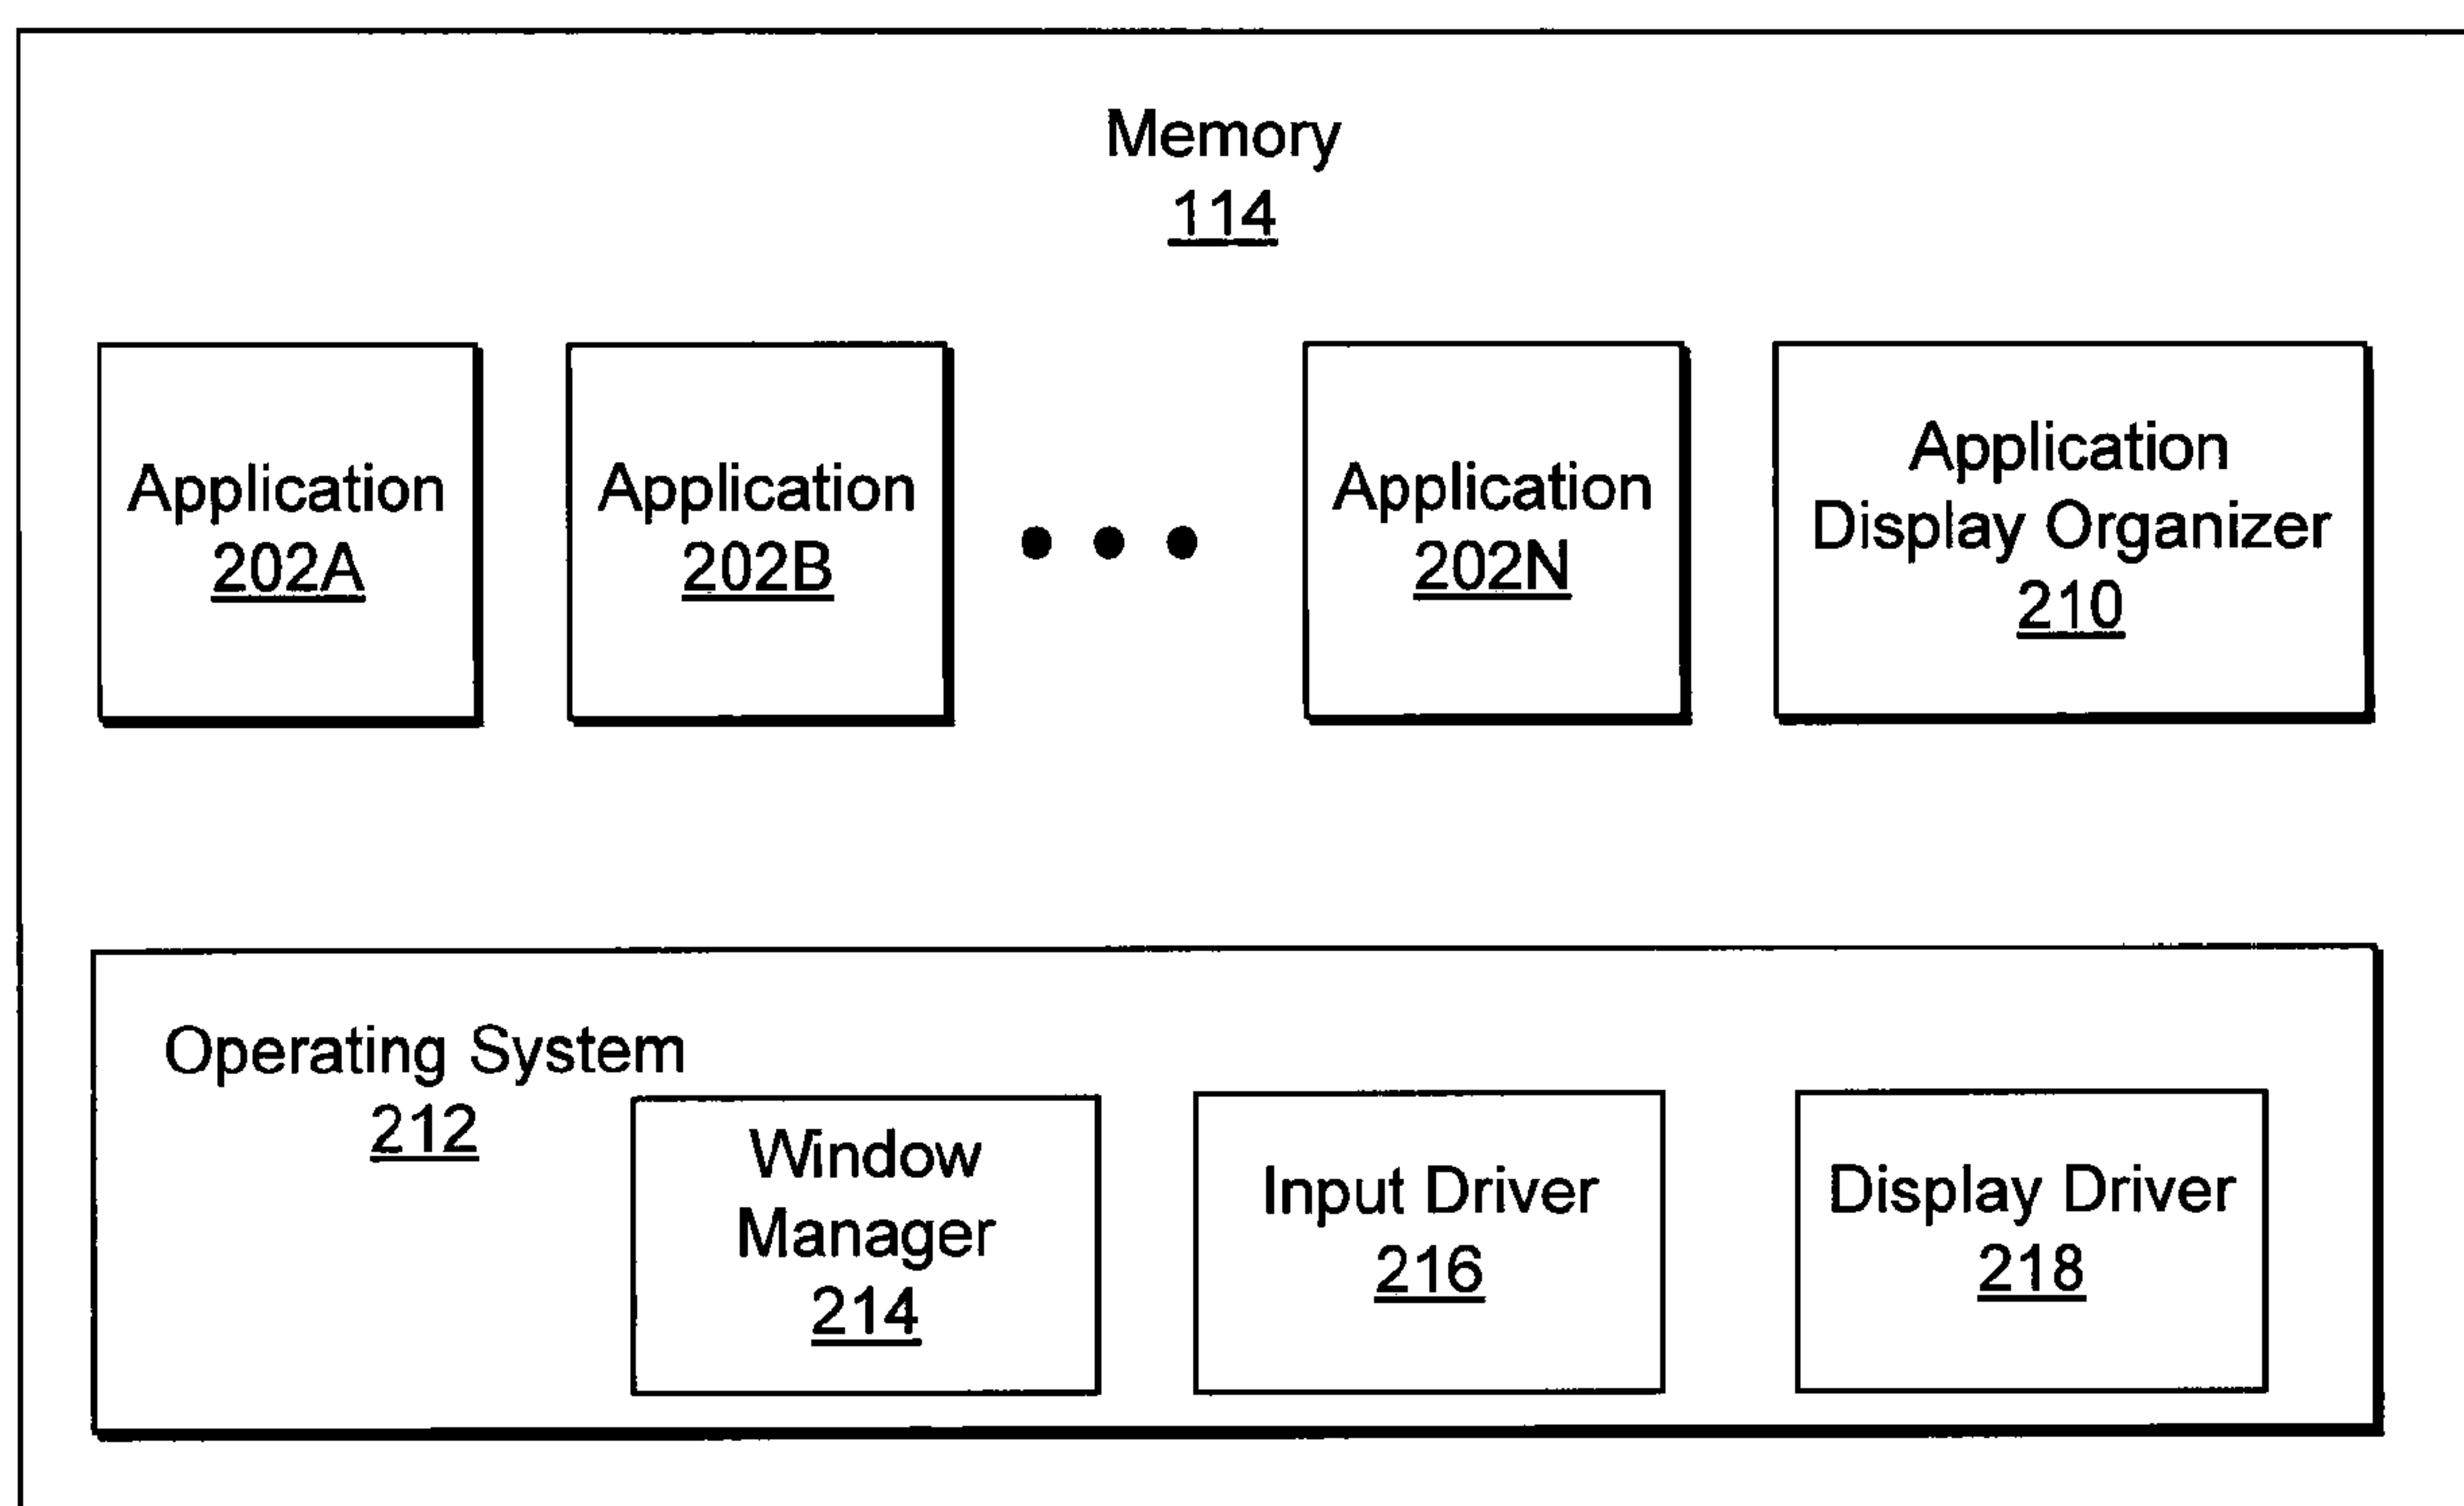 Memory
114
Application
202A
Application
202B
Application
202N
Application
Display Organizer
210
Operating System
212
Window
Manager
214
Input Driver
216
Display Driver
218